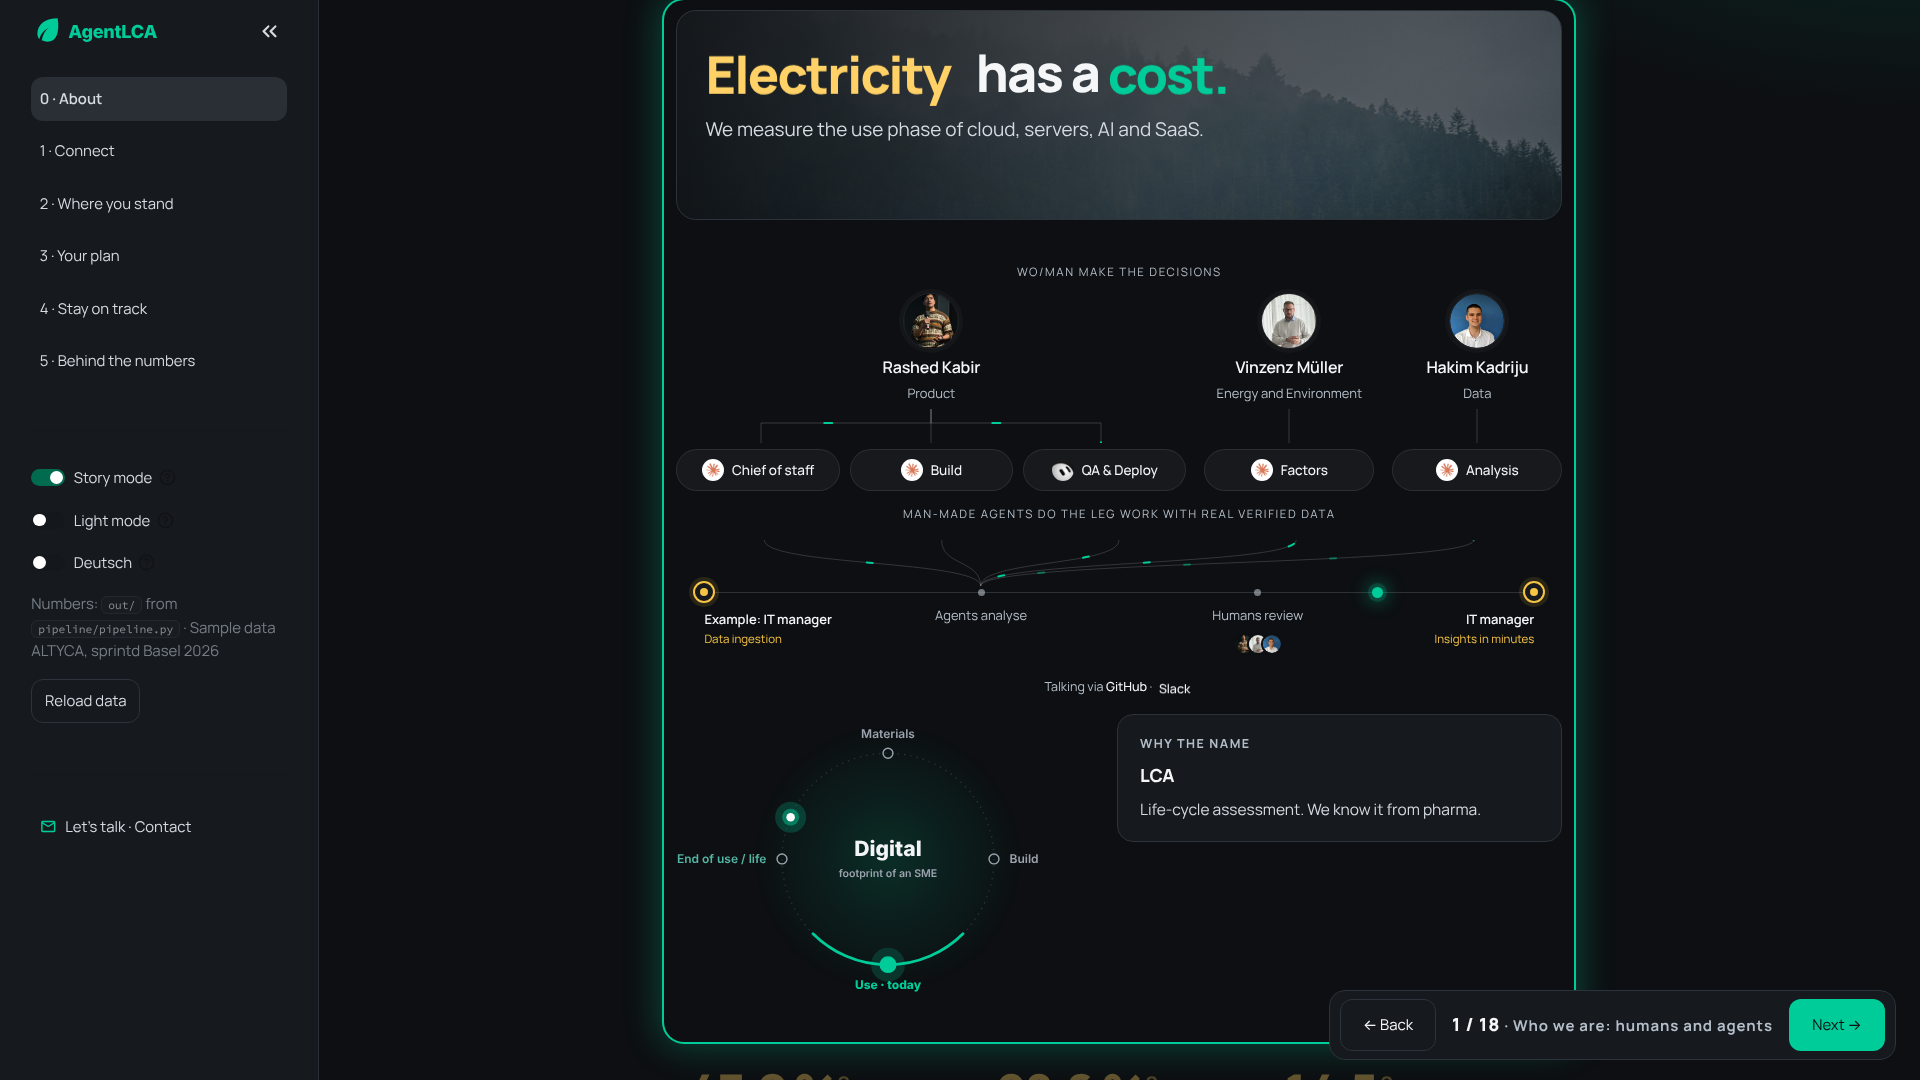 AgentLCA
0 · About
1 · Connect
2 · Where you stand
3 · Your plan
4 · Stay on track
5 · Behind the numbers
Story mode
Light mode
Deutsch
Numbers: out/ from
pipeline/pipeline.py · Sample data
ALTYCA, sprintd Basel 2026
Reload data
Let's talk · Contact
Electricity has a cost.
We measure the use phase of cloud, servers, AI and SaaS.
WO/MAN MAKE THE DECISIONS
Rashed Kabir
Product
Vinzenz Müller
Energy and Environment
Hakim Kadriju
Data
Chief of staff
Build
QA & Deploy
Factors
Analysis
MAN-MADE AGENTS DO THE LEG WORK WITH REAL VERIFIED DATA
Example: IT manager
Data ingestion
Agents analyse
Humans review
IT manager
Insights in minutes
Talking via GitHub · Slack
Materials
End of use / life
Digital
footprint of an SME
Build
Use · today
WHY THE NAME
LCA
Life-cycle assessment. We know it from pharma.
← Back
1 / 18 · Who we are: humans and agents
Next →